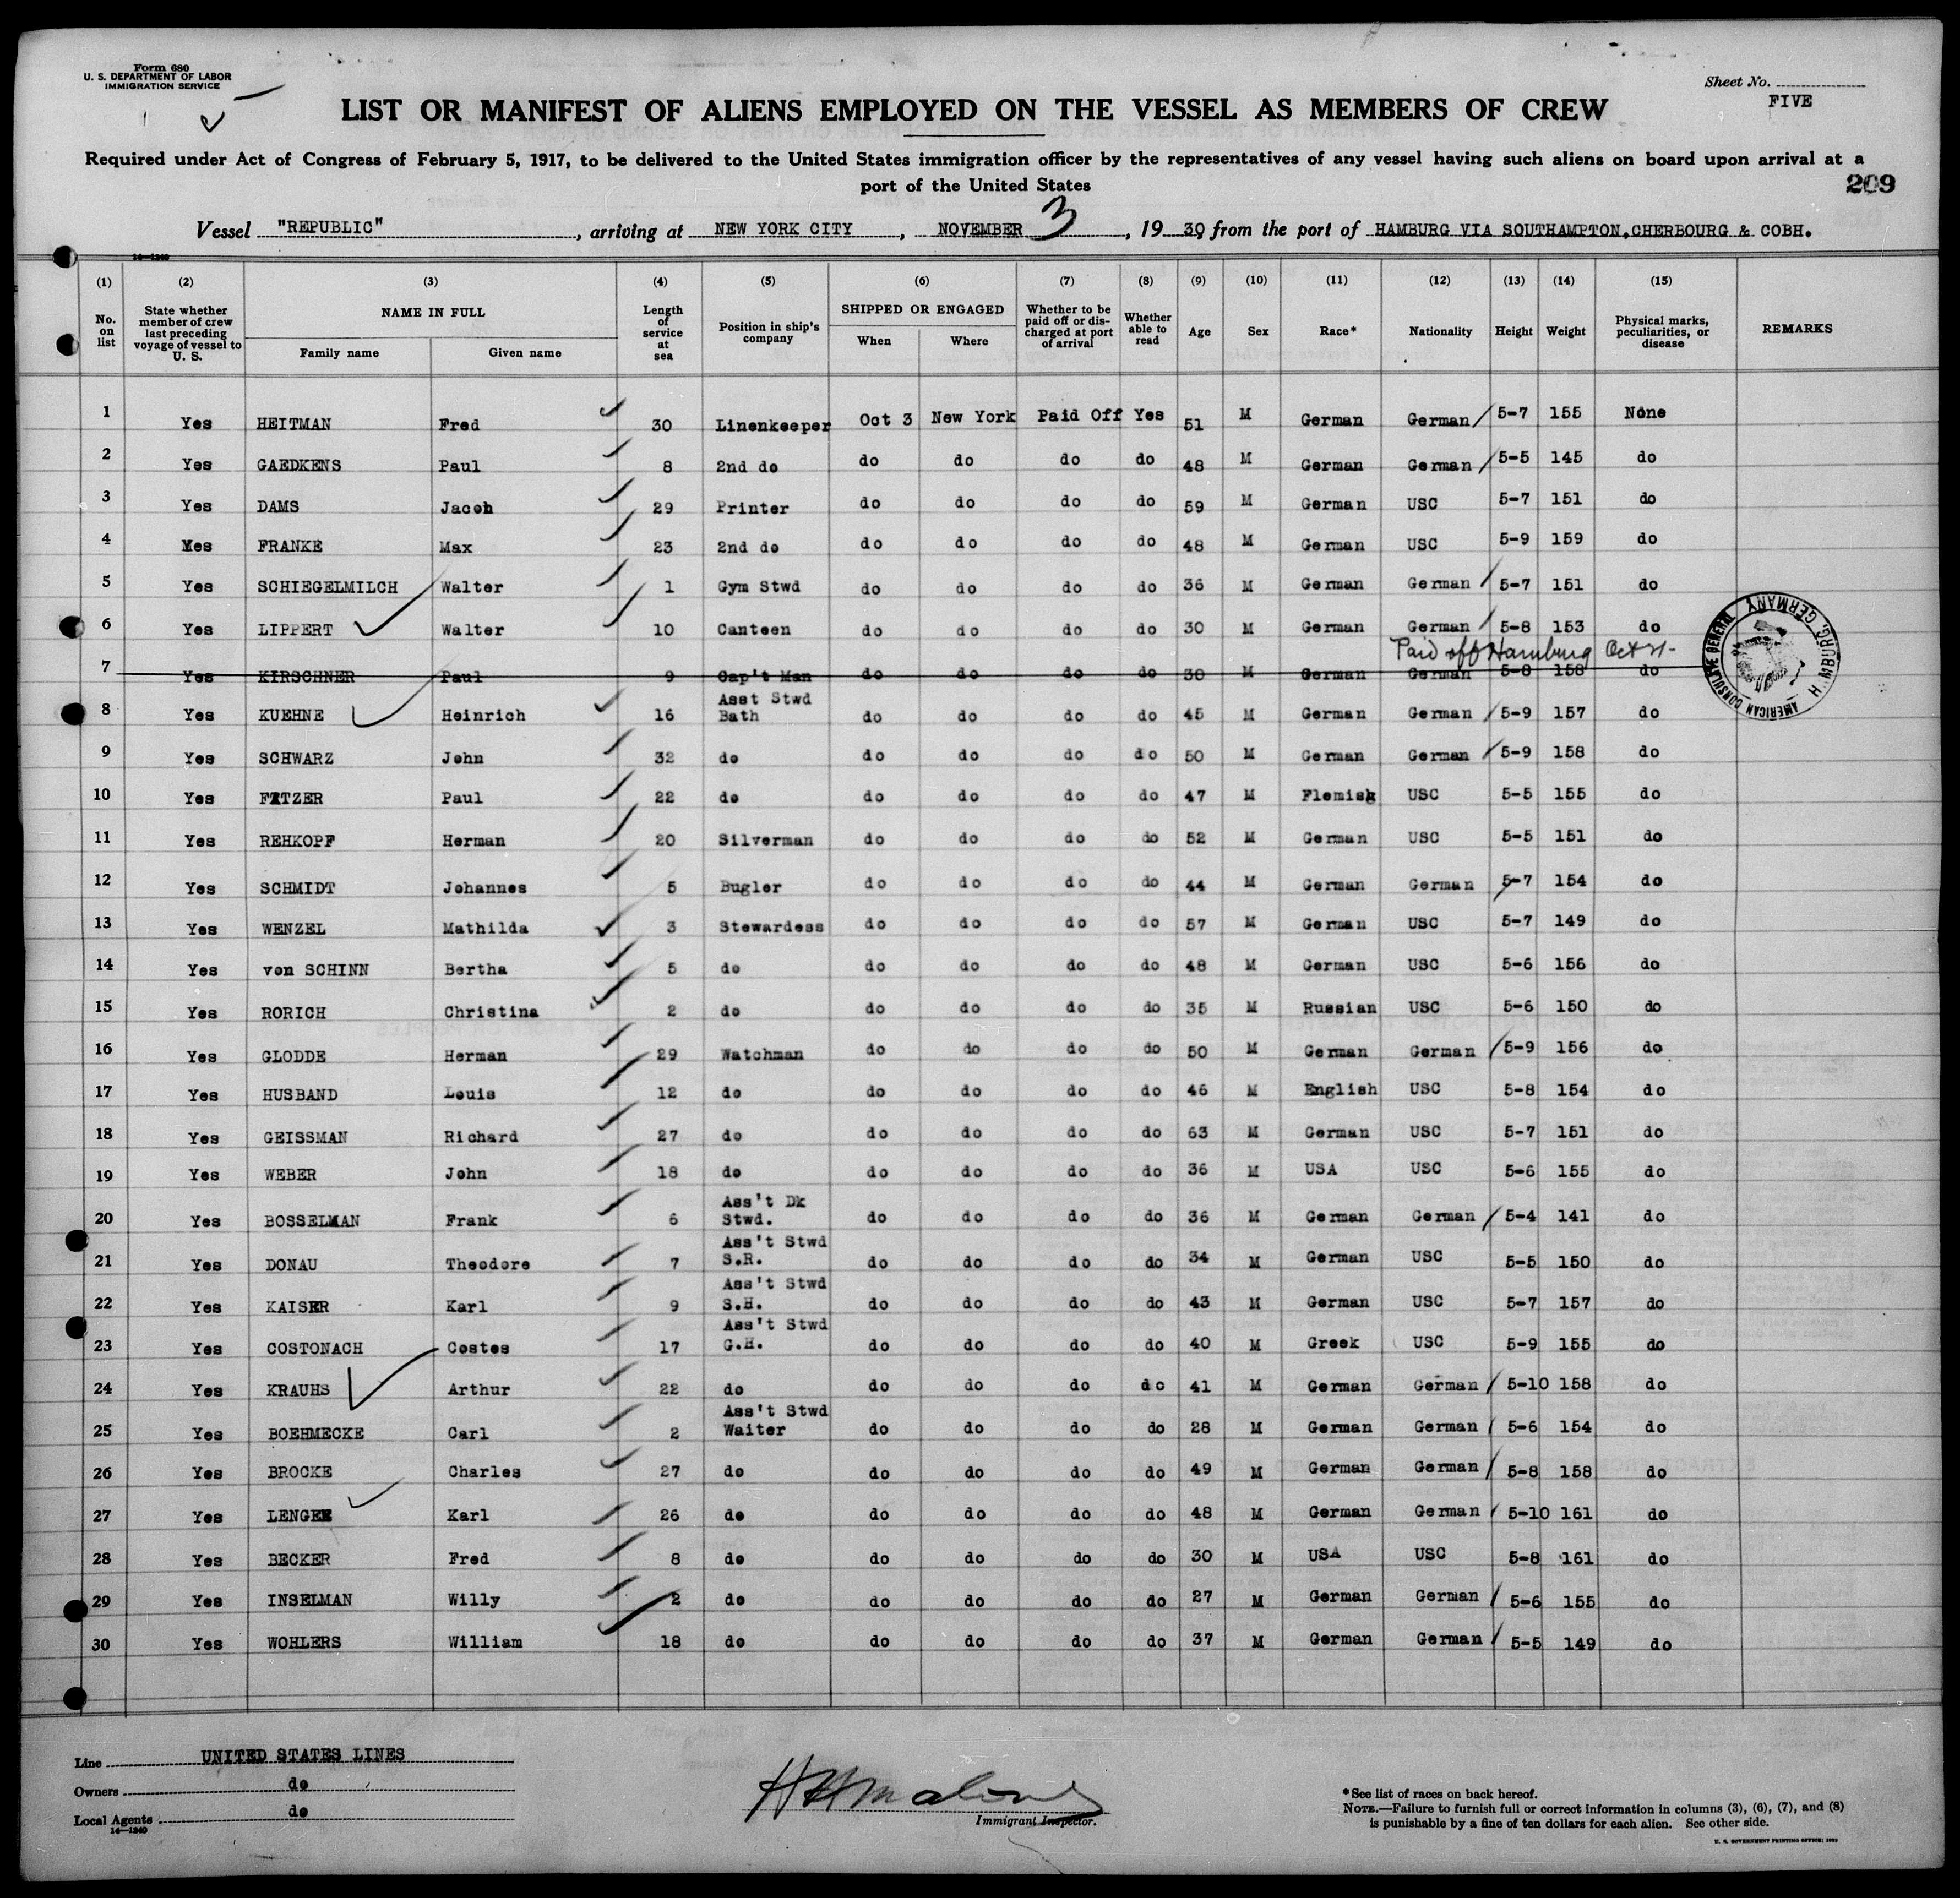 Form 680
U. S. DEPARTMENT OF LABOR
IMMIGRATION SERVICE
Sheet No.
FIVE
LIST OR MANIFEST OF ALIENS EMPLOYED ON THE VESSEL AS MEMBERS OF CREW
Required under Act of Congress of February 5, 1917, to be delivered to the United States immigration officer by the representatives of any vessel having such aliens on board upon arrival at a
port of the United States
209
Vessel "REPUBLIC", arriving at NEW YORK CITY, NOVEMBER 3, 19 30 from the port of HAMBURG VIA SOUTHAMPTON.CHERBOURG & COBH.
14—1240
(1) (2) (3) (4) (5) (6) (7) (8) (9) (10) (11) (12) (13) (14) (15)
No. on list State whether member of crew last preceding voyage of vessel to U. S. NAME IN FULL Family name Given name Length of service at sea Position in ship's company SHIPPED OR ENGAGED When Where Whether to be paid off or discharged at port of arrival Whether able to read Age Sex Race* Nationality Height Weight Physical marks, peculiarities, or disease REMARKS
1 Yes HEITMAN Fred 30 Linenkeeper Oct 3 New York Paid Off Yes 51 M German German 5-7 155 None
2 Yes GAEDKENS Paul 8 2nd do do do do do 48 M German German 5-5 145 do
3 Yes DAMS Jacob 29 Printer do do do do 59 M German USC 5-7 151 do
4 Yes FRANKE Max 23 2nd do do do do do 48 M German USC 5-9 159 do
5 Yes SCHIEGELMILCH Walter 1 Gym Stwd do do do do 36 M German German 5-7 151 do
6 Yes LIPPERT Walter 10 Canteen do do do do 30 M German German 5-8 153 do
Paid off Hamburg Oct 21-
7 Yes KIRSCHNER Paul 9 Cap't Man do do do do 30 M German German 5-8 158 do
AMERICAN CONSULATE GENERAL HAMBURG, GERMANY
8 Yes KUEHNE Heinrich 16 Asst Stwd Bath do do do do 45 M German German 5-9 157 do
9 Yes SCHWARZ John 32 do do do do do 50 M German German 5-9 158 do
10 Yes FITZER Paul 22 do do do do do 47 M Flemish USC 5-5 155 do
11 Yes REHKOPF Herman 20 Silverman do do do do 52 M German USC 5-5 151 do
12 Yes SCHMIDT Johannes 5 Bugler do do do do 44 M German German 5-7 154 do
13 Yes WENZEL Mathilda 3 Stewardess do do do do 57 M German USC 5-7 149 do
14 Yes von SCHINN Bertha 5 do do do do do 48 M German USC 5-6 156 do
15 Yes RORICH Christina 2 do do do do do 35 M Russian USC 5-6 150 do
16 Yes GLODDE Herman 29 Watchman do do do do 50 M German German 5-9 156 do
17 Yes HUSBAND Louis 12 do do do do do 46 M English USC 5-8 154 do
18 Yes GEISSMAN Richard 27 do do do do do 63 M German USC 5-7 151 do
19 Yes WEBER John 18 do do do do do 36 M USA USC 5-6 155 do
20 Yes BOSSELMAN Frank 6 Ass't Dk Stwd. do do do do 36 M German German 5-4 141 do
21 Yes DONAU Theodore 7 Ass't Stwd S.R. do do do do 34 M German USC 5-5 150 do
22 Yes KAISER Karl 9 Ass't Stwd S.H. do do do do 43 M German USC 5-7 157 do
23 Yes COSTONACH Costes 17 Ass't Stwd G.H. do do do do 40 M Greek USC 5-9 155 do
24 Yes KRAUHS Arthur 22 do do do do do 41 M German German 5-10 158 do
25 Yes BOEHMECKE Carl 2 Ass't Stwd Waiter do do do do 28 M German German 5-6 154 do
26 Yes BROCKE Charles 27 do do do do do 49 M German German 5-8 158 do
27 Yes LENGEE Karl 26 do do do do do 48 M German German 5-10 161 do
28 Yes BECKER Fred 8 do do do do do 30 M USA USC 5-8 161 do
29 Yes INSELMAN Willy 2 do do do do do 27 M German German 5-6 155 do
30 Yes WOHLERS William 18 do do do do do 37 M German German 5-5 149 do
Line UNITED STATES LINES
Owners do
Local Agents do
14—1240
Immigrant Inspector.
*See list of races on back hereof.
NOTE.—Failure to furnish full or correct information in columns (3), (6), (7), and (8)
is punishable by a fine of ten dollars for each alien. See other side.